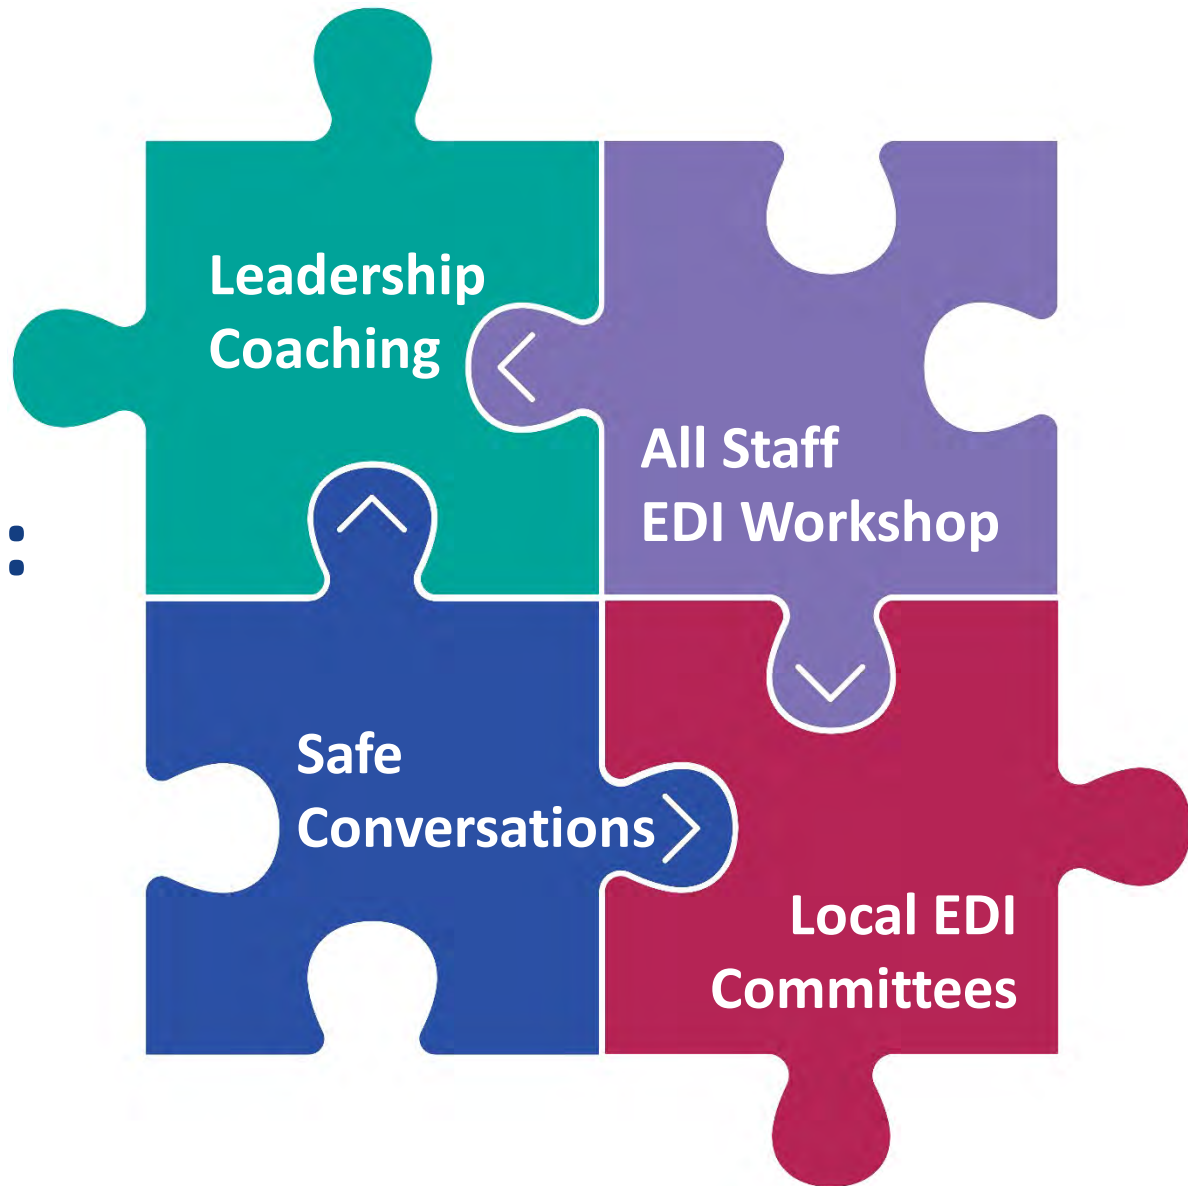 Leadership
Coaching
All Staff
EDI Workshop
:
Safe
Conversations
Local EDI
Committees